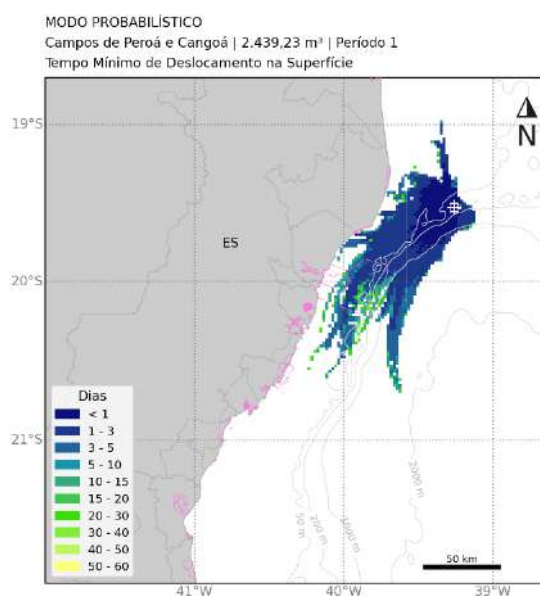 MODO PROBABILÍSTICO
Campos de Peroá e Cangoá | 2.439,23 m³ | Período 1
Tempo Mínimo de Deslocamento na Superfície
19°S
N
ES
20°S
Dias
< 1
1 - 3
3 - 5
5 - 10
10 - 15
15 - 20
20 - 30
30 - 40
40 - 50
50 - 60
21°S
50 m
200 m
1000 m
2000 m
50 km
41°W
40°W
39°W